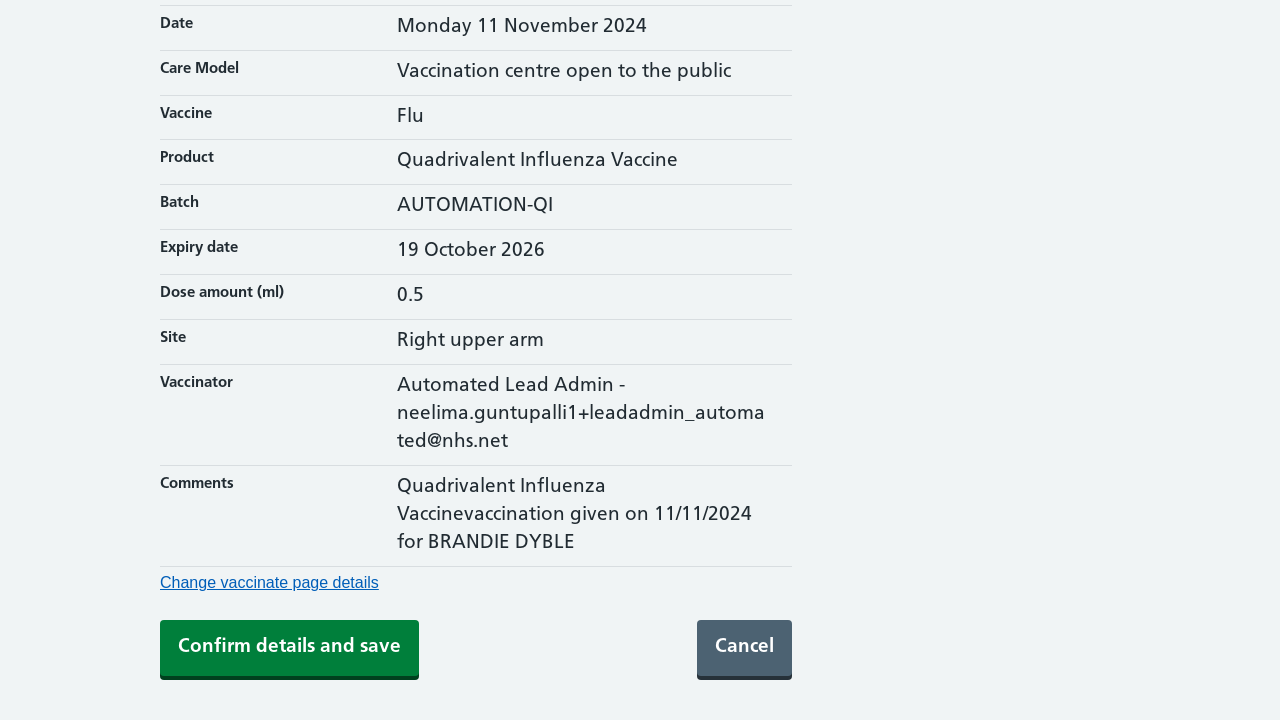 Date Monday 11 November 2024
Care Model Vaccination centre open to the public
Vaccine Flu
Product Quadrivalent Influenza Vaccine
Batch AUTOMATION-QI
Expiry date 19 October 2026
Dose amount (ml) 0.5
Site Right upper arm
Vaccinator Automated Lead Admin -
neelima.guntupalli1+leadadmin_automa
ted@nhs.net
Comments Quadrivalent Influenza
Vaccinevaccination given on 11/11/2024
for BRANDIE DYBLE
Change vaccinate page details
Confirm details and save Cancel